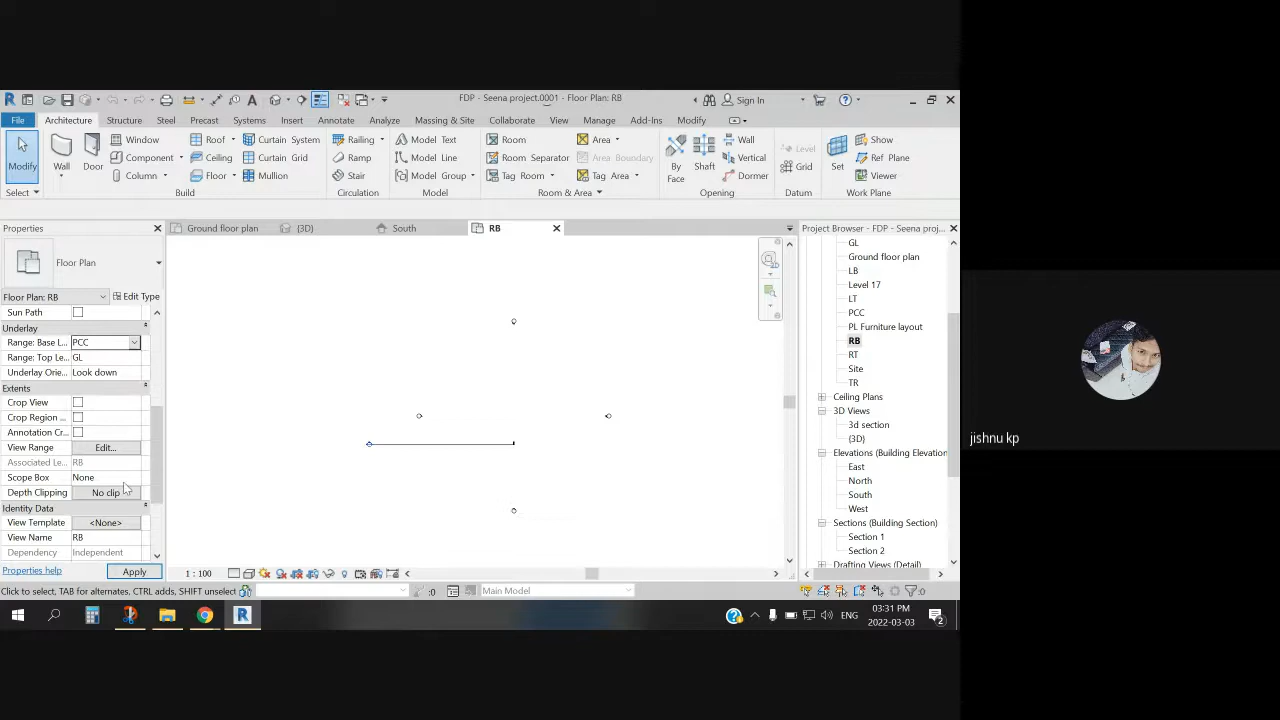 FDP - Seena project.0001 - Floor Plan: RB
Sign In
File Architecture Structure Steel Precast Systems Insert Annotate Analyze Massing & Site Collaborate View Manage Add-Ins Modify
Modify
Wall
Door
Window
Component
Column
Roof
Ceiling
Floor
Curtain System
Curtain Grid
Mullion
Railing
Ramp
Stair
Model Text
Model Line
Model Group
Room
Room Separator
Tag Room
Area
Area Boundary
Tag Area
By Face
Shaft
Wall
Vertical
Dormer
Level
Grid
Set
Show
Ref Plane
Viewer
Select Build Circulation Model Room & Area Opening Datum Work Plane
Properties
Ground floor plan {3D} South RB
Project Browser - FDP - Seena proj...
Floor Plan
Floor Plan: RB Edit Type
Sun Path
Underlay
Range: Base L... PCC
Range: Top Le... GL
Underlay Orie... Look down
Extents
Crop View
Crop Region ...
Annotation Cr...
View Range Edit...
Associated Le... RB
Scope Box None
Depth Clipping No clip
Identity Data
View Template <None>
View Name RB
Dependency Independent
Properties help Apply
1 : 100
GL
Ground floor plan
LB
Level 17
LT
PCC
PL Furniture layout
RB
RT
Site
TR
Ceiling Plans
3D Views
3d section
{3D}
Elevations (Building Elevation
East
North
South
West
Sections (Building Section)
Section 1
Section 2
Drafting Views (Detail)
Click to select, TAB for alternates, CTRL adds, SHIFT unselect
:0
Main Model
:0
ENG
03:31 PM
2022-03-03
2
jishnu kp